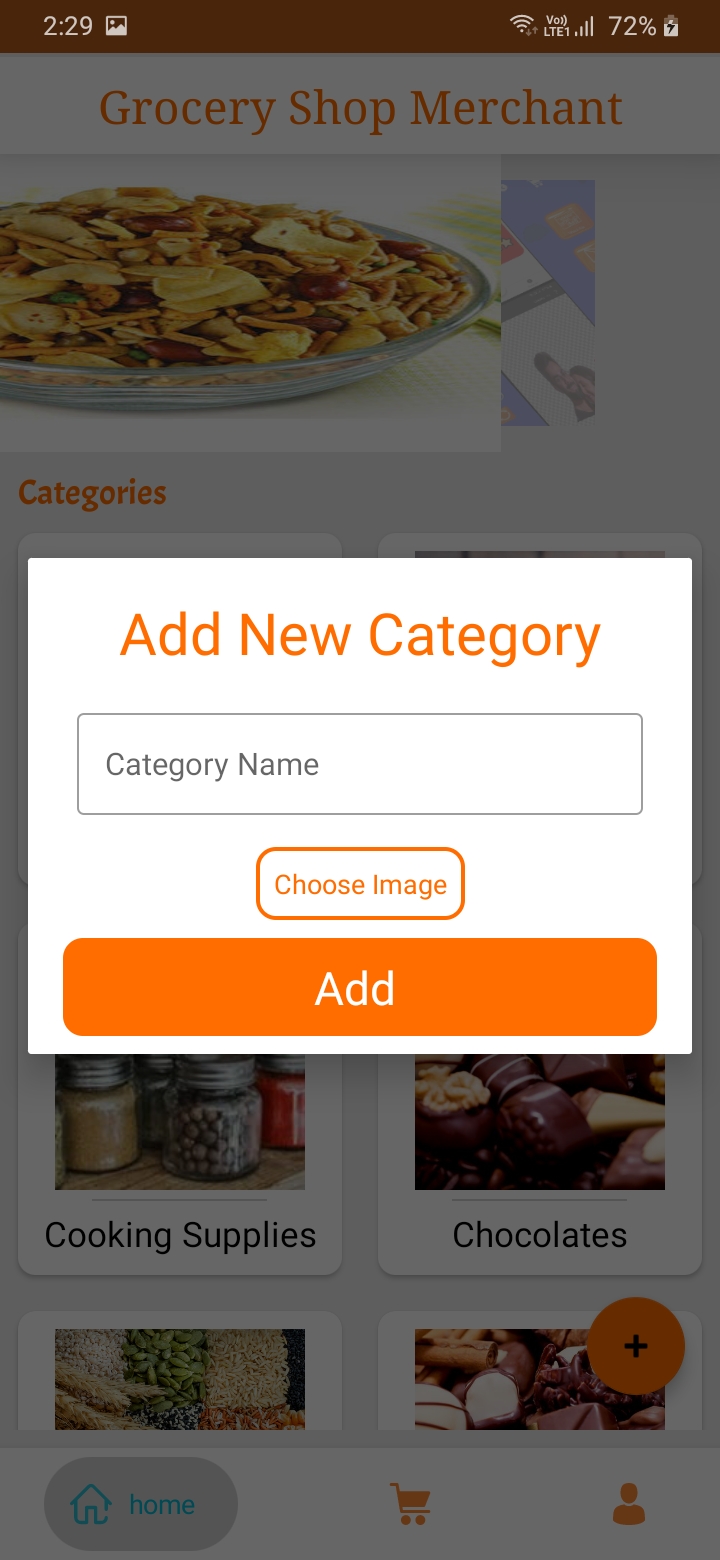 2:29 Vo)) LTE1 72%
Grocery Shop Merchant
Categories
Add New Category
Category Name
Choose Image
Add
Cooking Supplies
Chocolates
+
home